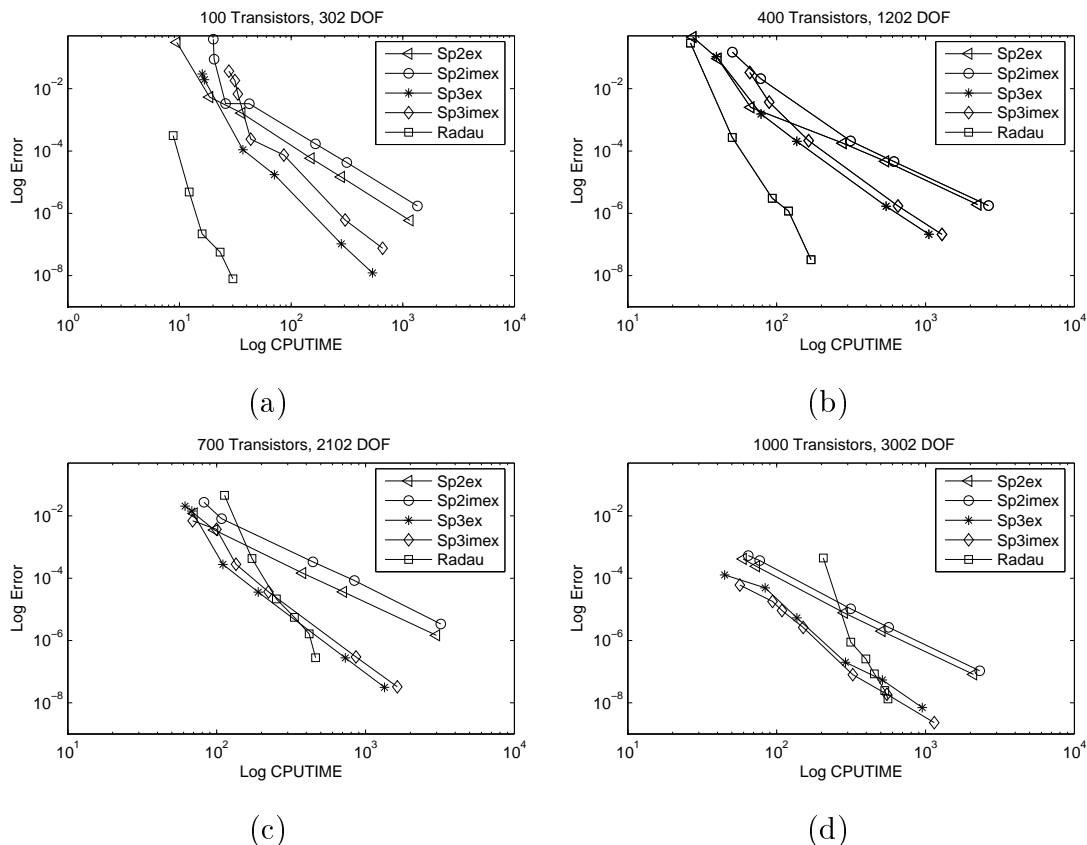 100 Transistors, 302 DOF
Log Error
10^-2
10^-4
10^-6
10^-8
Sp2ex
Sp2imex
Sp3ex
Sp3imex
Radau
10^0
10^1
10^2
10^3
10^4
Log CPUTIME
(a)
400 Transistors, 1202 DOF
Log Error
10^-2
10^-4
10^-6
10^-8
Sp2ex
Sp2imex
Sp3ex
Sp3imex
Radau
10^1
10^2
10^3
10^4
Log CPUTIME
(b)
700 Transistors, 2102 DOF
Log Error
10^-2
10^-4
10^-6
10^-8
Sp2ex
Sp2imex
Sp3ex
Sp3imex
Radau
10^1
10^2
10^3
10^4
Log CPUTIME
(c)
1000 Transistors, 3002 DOF
Log Error
10^-2
10^-4
10^-6
10^-8
Sp2ex
Sp2imex
Sp3ex
Sp3imex
Radau
10^1
10^2
10^3
10^4
Log CPUTIME
(d)